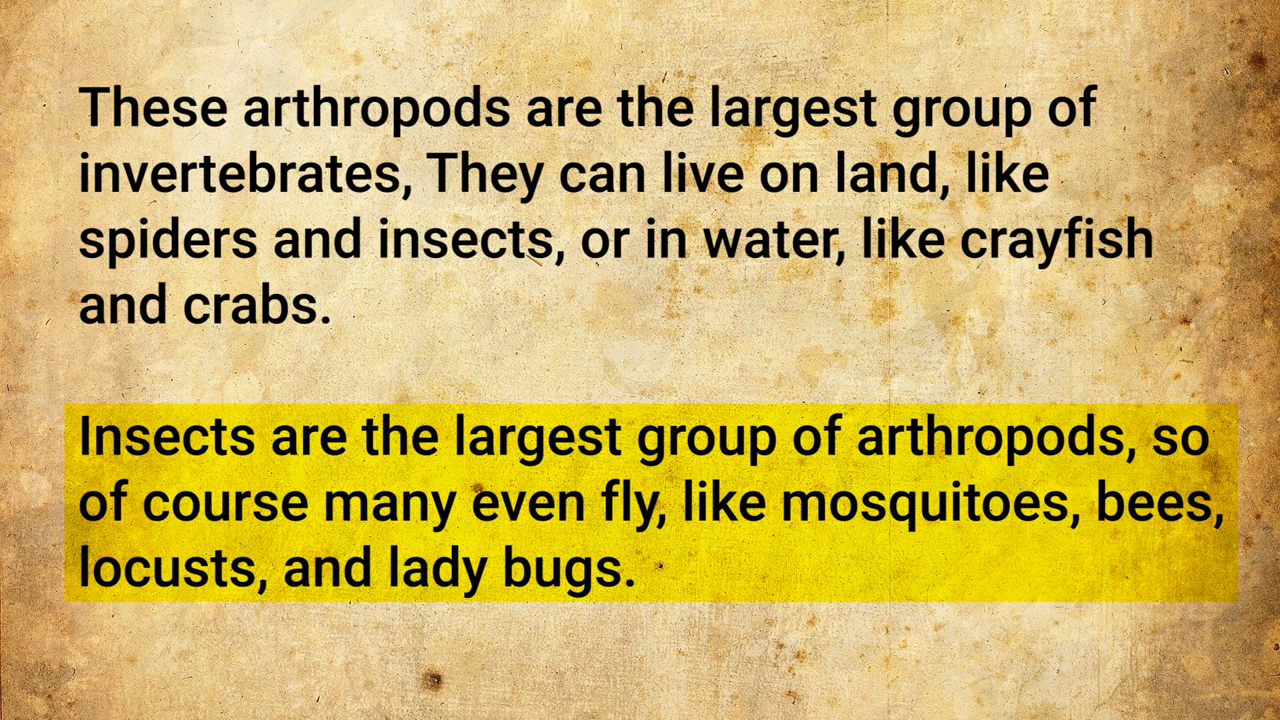 These arthropods are the largest group of
invertebrates, They can live on land, like
spiders and insects, or in water, like crayfish
and crabs.
Insects are the largest group of arthropods, so
of course many even fly, like mosquitoes, bees,
locusts, and lady bugs.